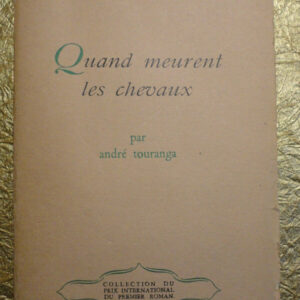 Quand meurent
les chevaux
par
andré touranga
COLLECTION DU
PRIX INTERNATIONAL
DU PREMIER ROMAN